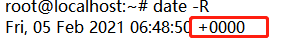 root@localhost:~# date -R
Fri, 05 Feb 2021 06:48:50 +0000